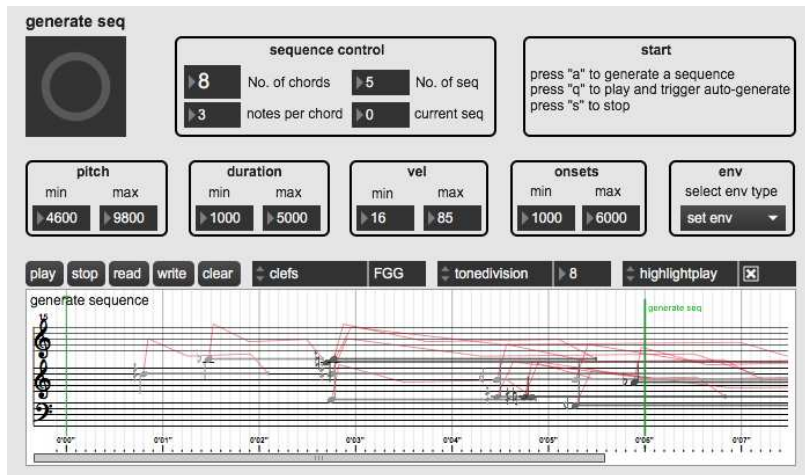 generate seq
sequence control
8 No. of chords 5 No. of seq
3 notes per chord 0 current seq
start
press "a" to generate a sequence
press "q" to play and trigger auto-generate
press "s" to stop
pitch
min max
4600 9800
duration
min max
1000 5000
vel
min max
16 85
onsets
min max
1000 6000
env
select env type
set env
play stop read write clear clefs FGG tonedivision 8 highlightplay
generate sequence
generate seq
15
0'00" 0'01" 0'02" 0'03" 0'04" 0'05" 0'06" 0'07"